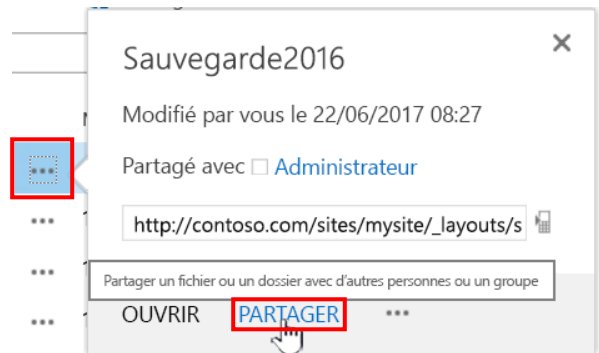 Sauvegarde2016
Modifié par vous le 22/06/2017 08:27
Partagé avec Administrateur
http://contoso.com/sites/mysite/_layouts/s
Partager un fichier ou un dossier avec d'autres personnes ou un groupe
OUVRIR PARTAGER ...